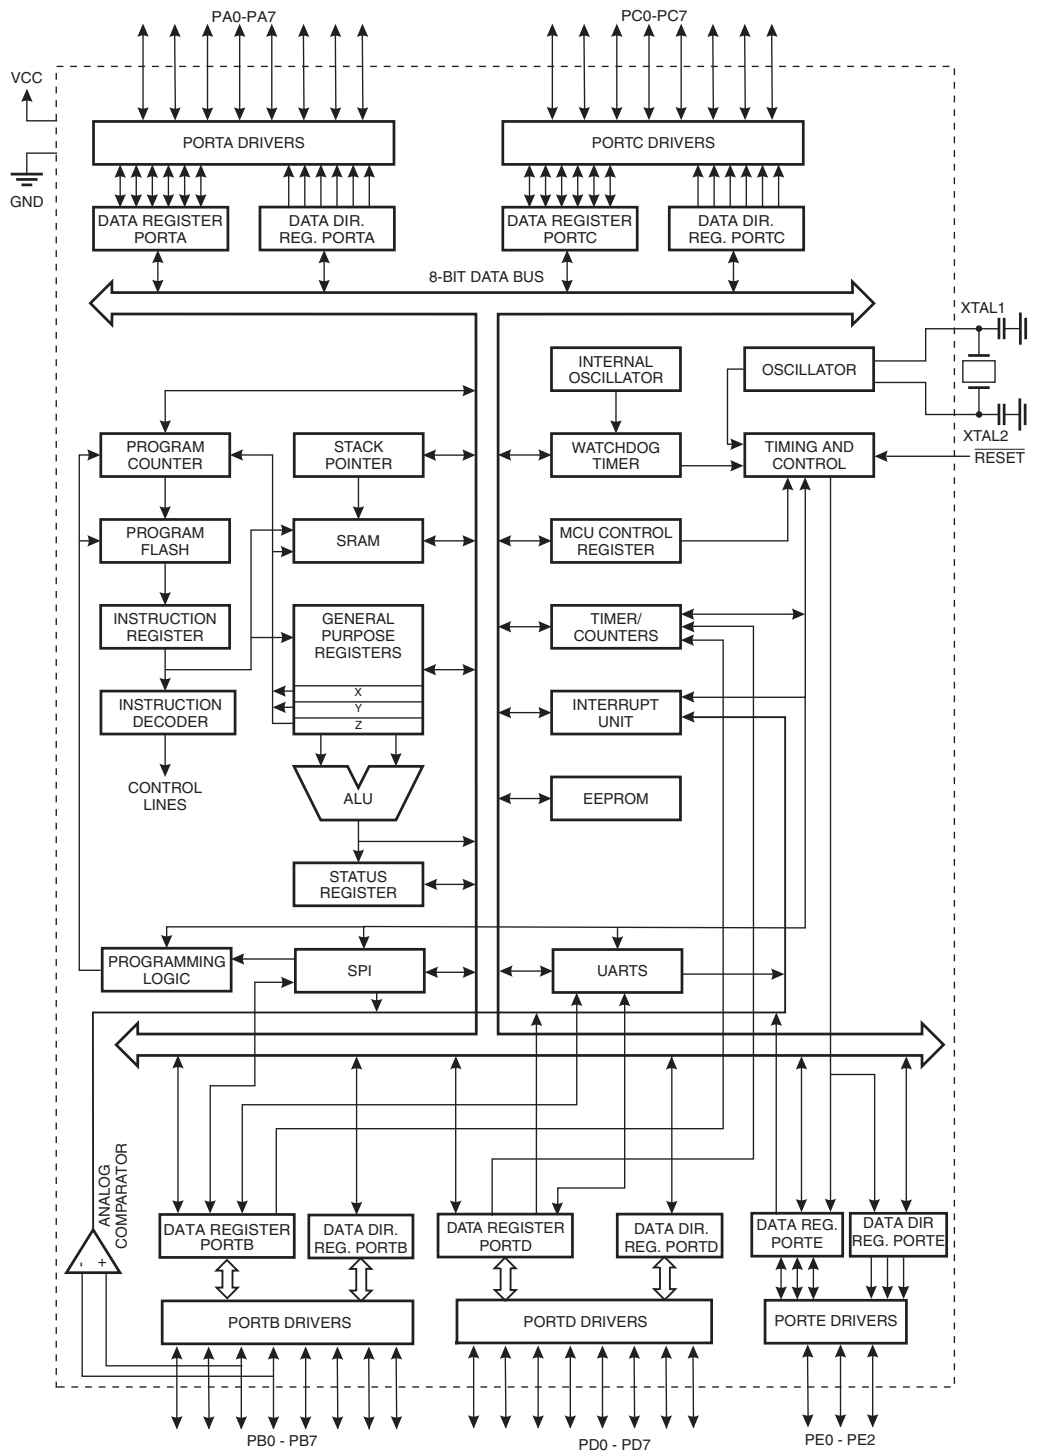 PA0-PA7
PC0-PC7
VCC
GND
PORTA DRIVERS
PORTC DRIVERS
DATA REGISTER
PORTA
DATA DIR.
REG. PORTA
DATA REGISTER
PORTC
DATA DIR.
REG. PORTC
8-BIT DATA BUS
XTAL1
INTERNAL
OSCILLATOR
OSCILLATOR
XTAL2
PROGRAM
COUNTER
STACK
POINTER
WATCHDOG
TIMER
TIMING AND
CONTROL
RESET
PROGRAM
FLASH
SRAM
MCU CONTROL
REGISTER
INSTRUCTION
REGISTER
GENERAL
PURPOSE
REGISTERS
X
Y
Z
TIMER/
COUNTERS
INSTRUCTION
DECODER
INTERRUPT
UNIT
CONTROL
LINES
ALU
EEPROM
STATUS
REGISTER
PROGRAMMING
LOGIC
SPI
UARTS
ANALOG
COMPARATOR
- +
DATA REGISTER
PORTB
DATA DIR.
REG. PORTB
DATA REGISTER
PORTD
DATA DIR.
REG. PORTD
DATA REG.
PORTE
DATA DIR
REG. PORTE
PORTB DRIVERS
PORTD DRIVERS
PORTE DRIVERS
PB0 - PB7
PD0 - PD7
PE0 - PE2